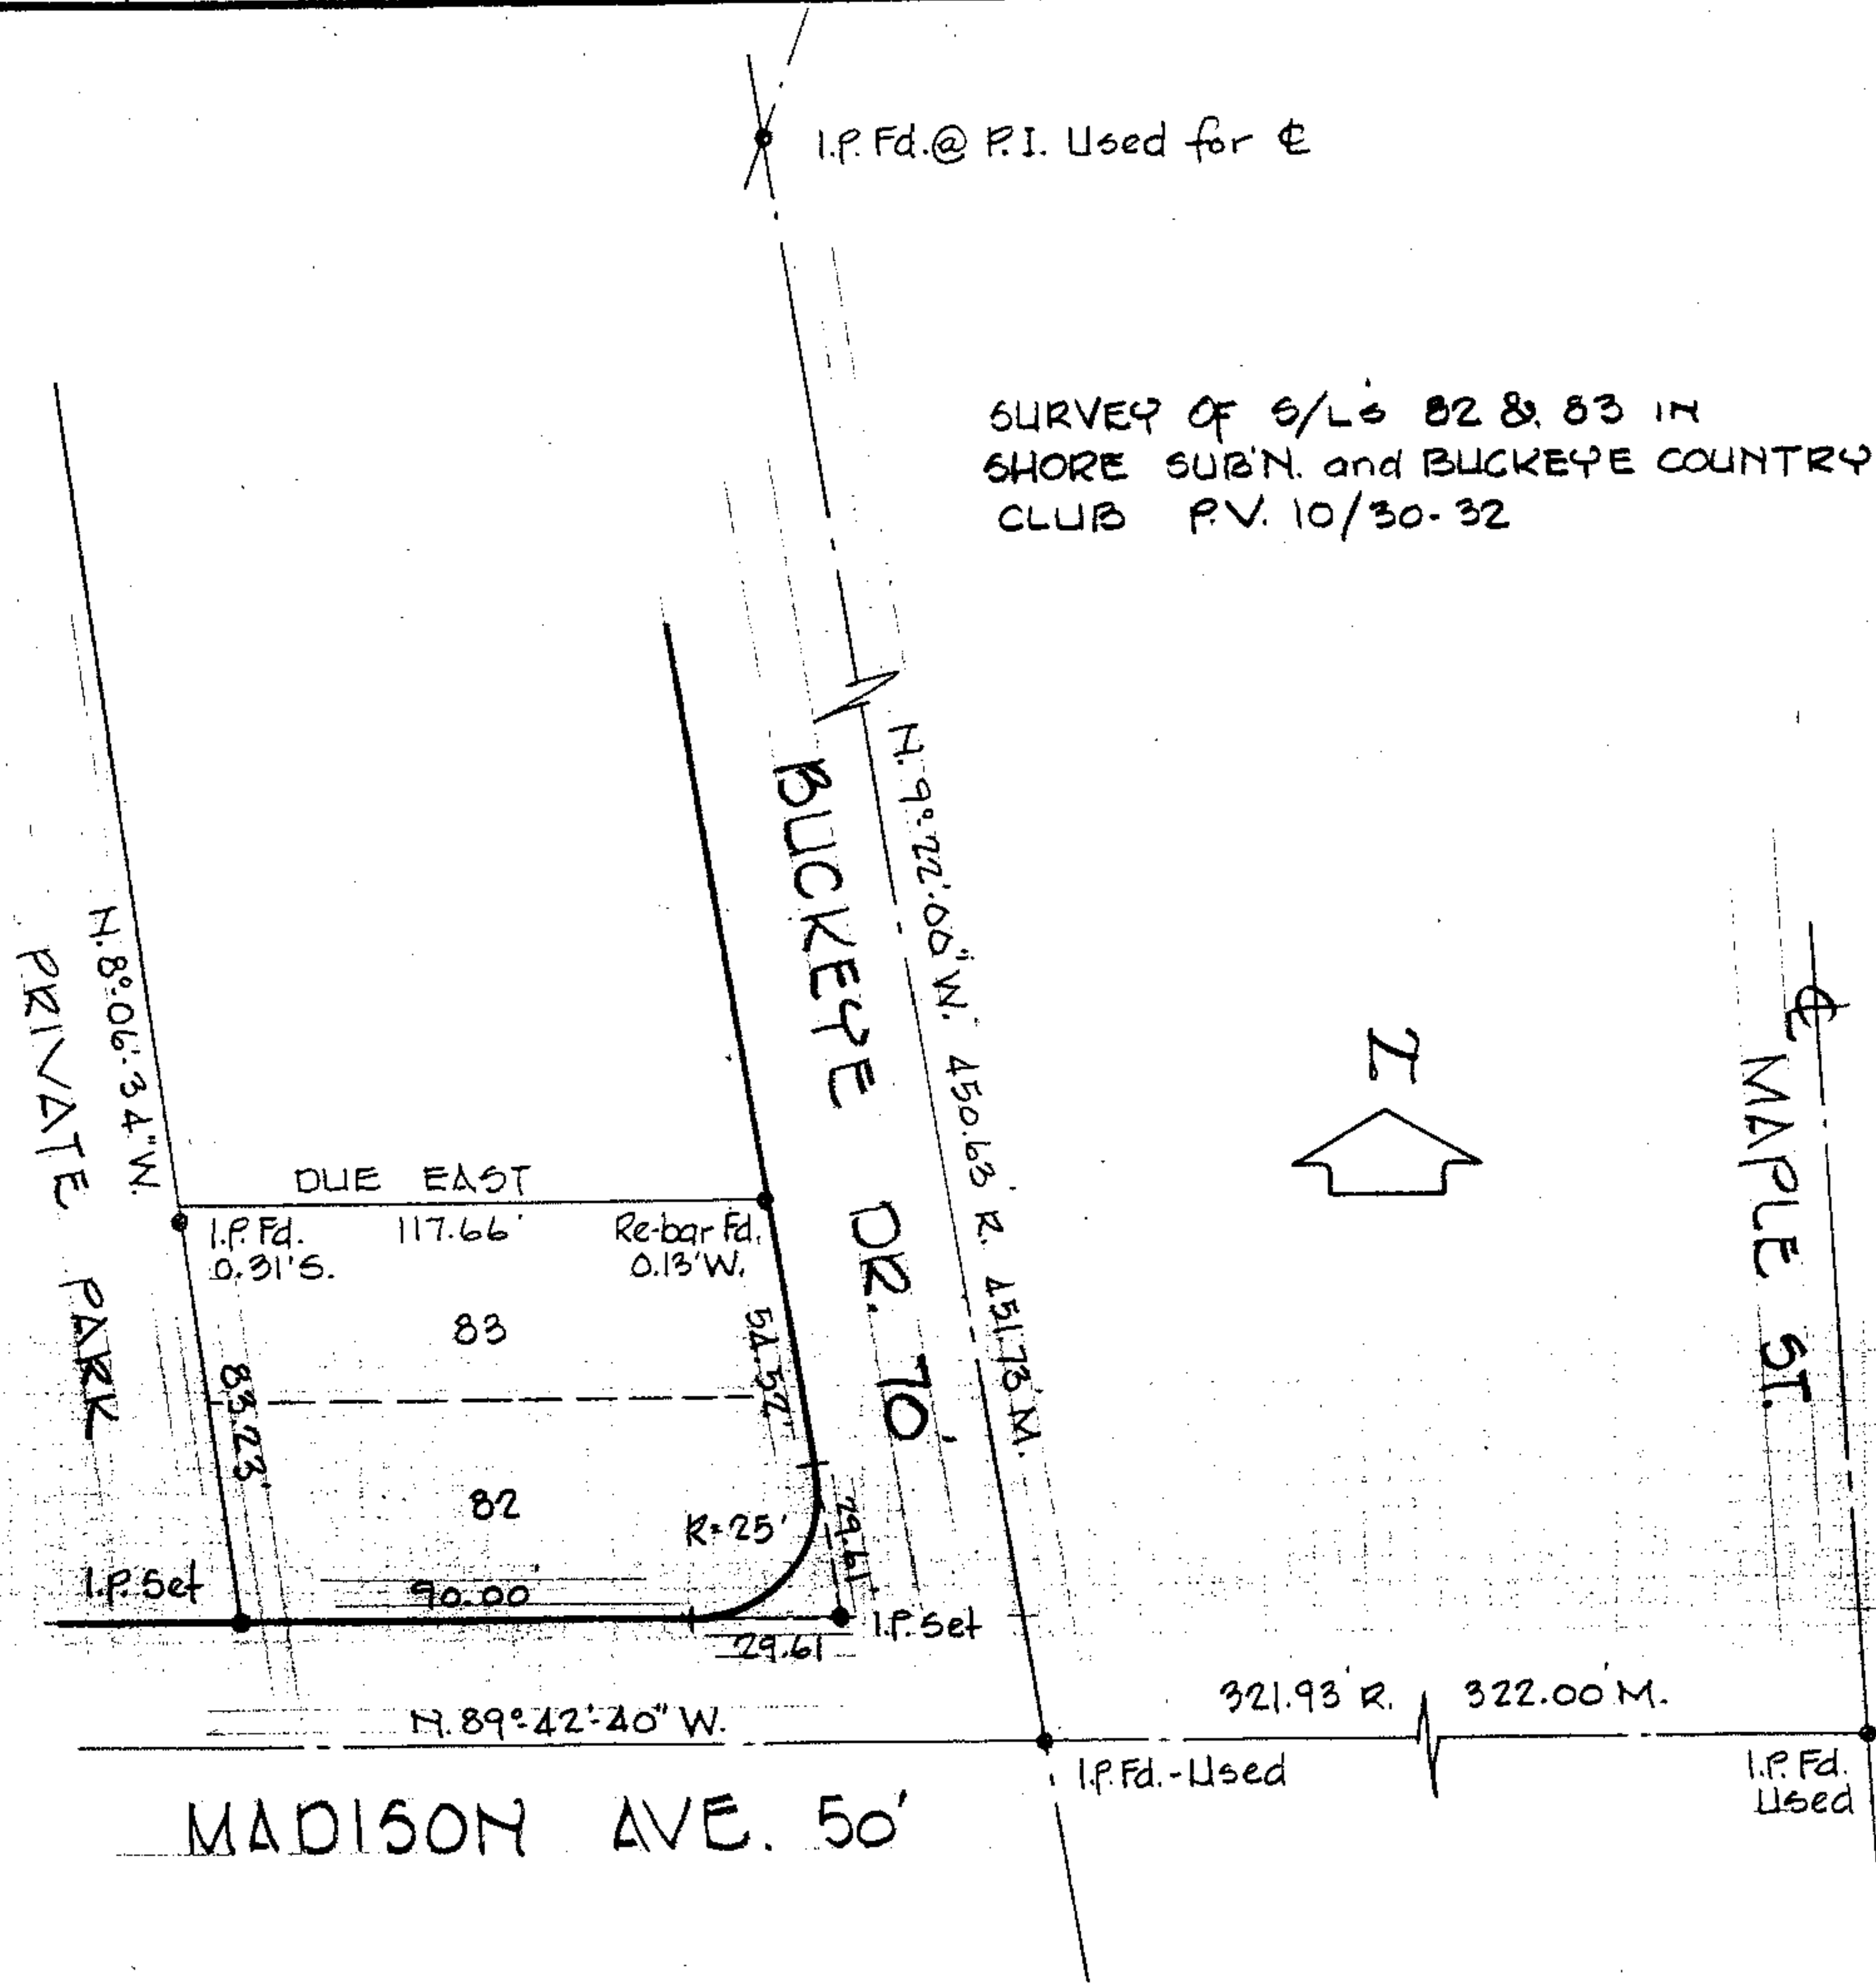 I.P. Fd.@ P.I. Used for ℄
SURVEY OF S/L's 82 & 83 IN
SHORE SUB'N. and BUCKEYE COUNTRY
CLUB P.V. 10/30-32
BUCKEYE DR. 70'
N. 9°-22'-00" W. 450.63' R. 451.73' M.
N. 8°-06'-34" W.
PRIVATE PARK
N
℄
MAPLE ST.
DUE EAST
I.P. Fd. 117.66' Re-bar Fd.
0.31'S. 0.13'W.
83
54.52'
83.23'
82
R=25'
29.61'
I.P. Set
90.00'
I.P. Set
29.61
N. 89°-42'-40" W.
321.93' R. 322.00' M.
I.P. Fd.-Used
I.P. Fd.
Used
MADISON AVE. 50'